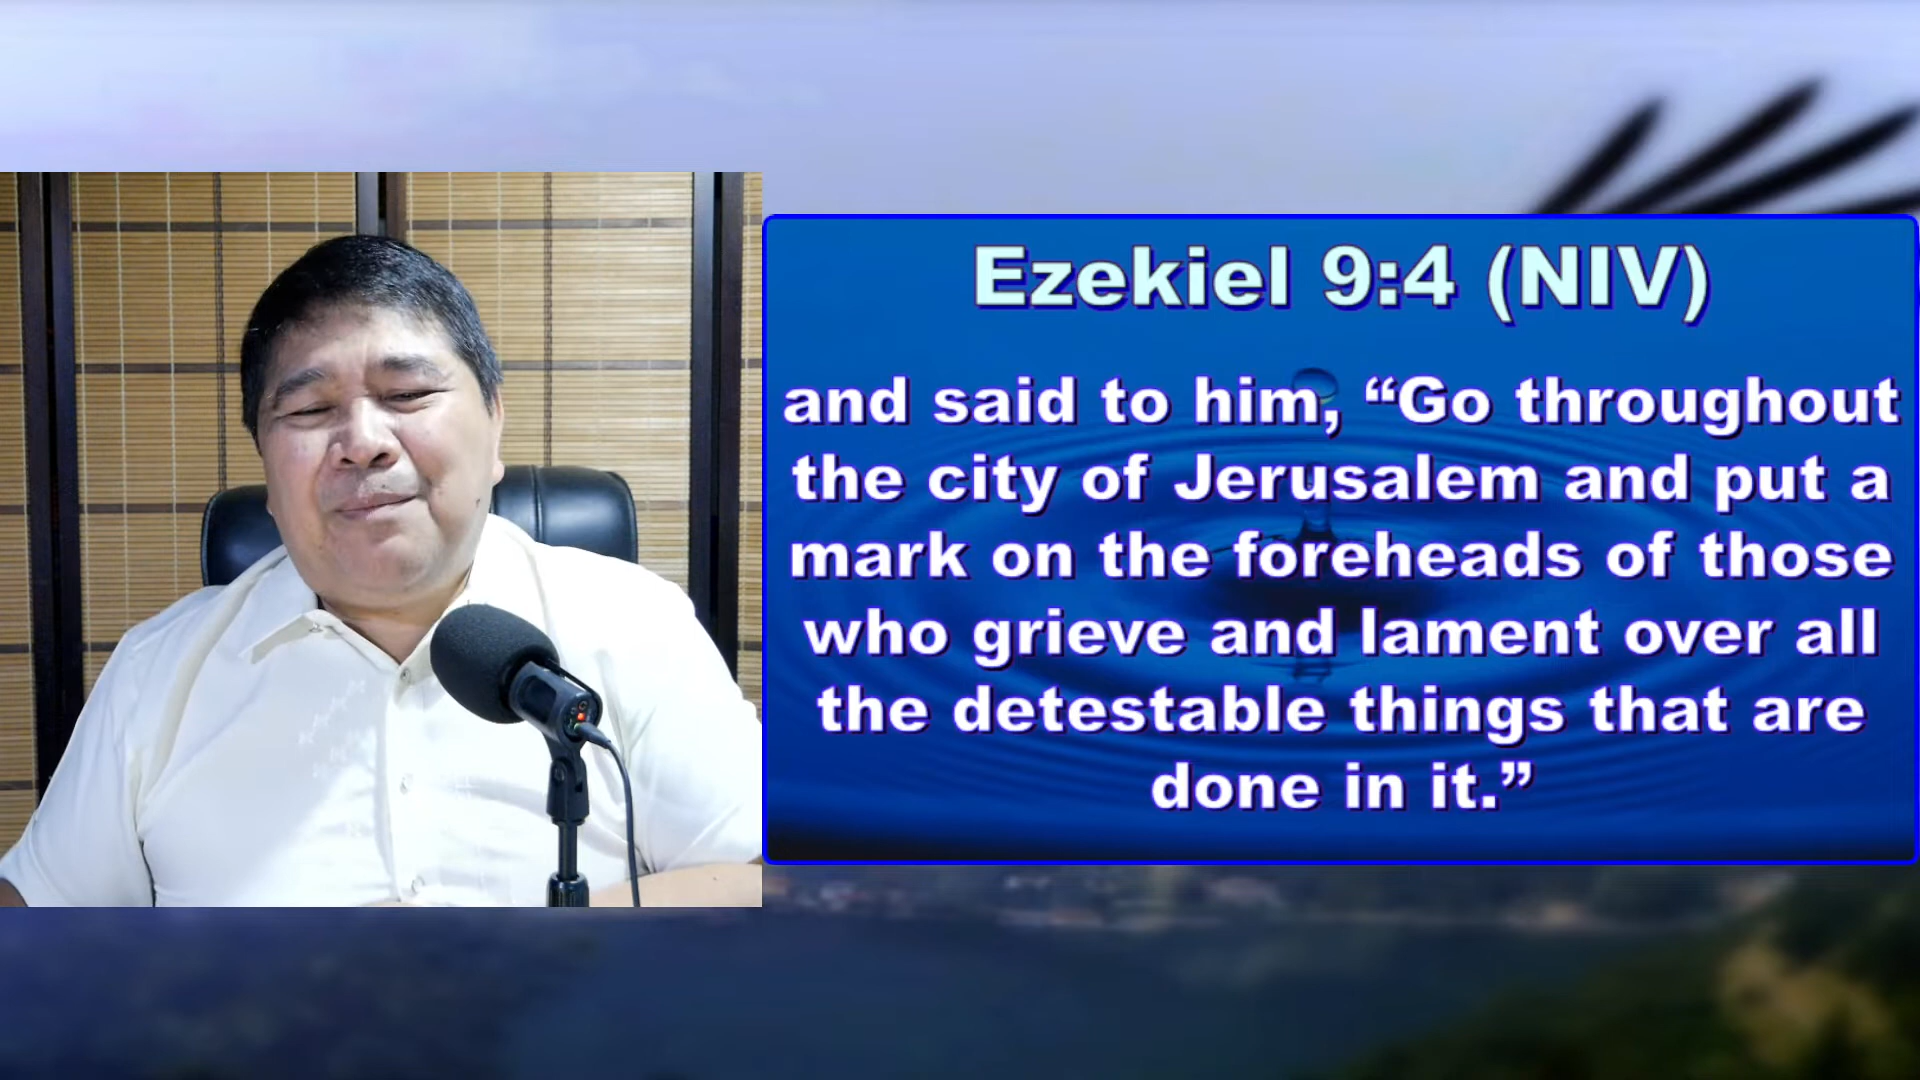 Ezekiel 9:4 (NIV)
and said to him, “Go throughout
the city of Jerusalem and put a
mark on the foreheads of those
who grieve and lament over all
the detestable things that are
done in it.”